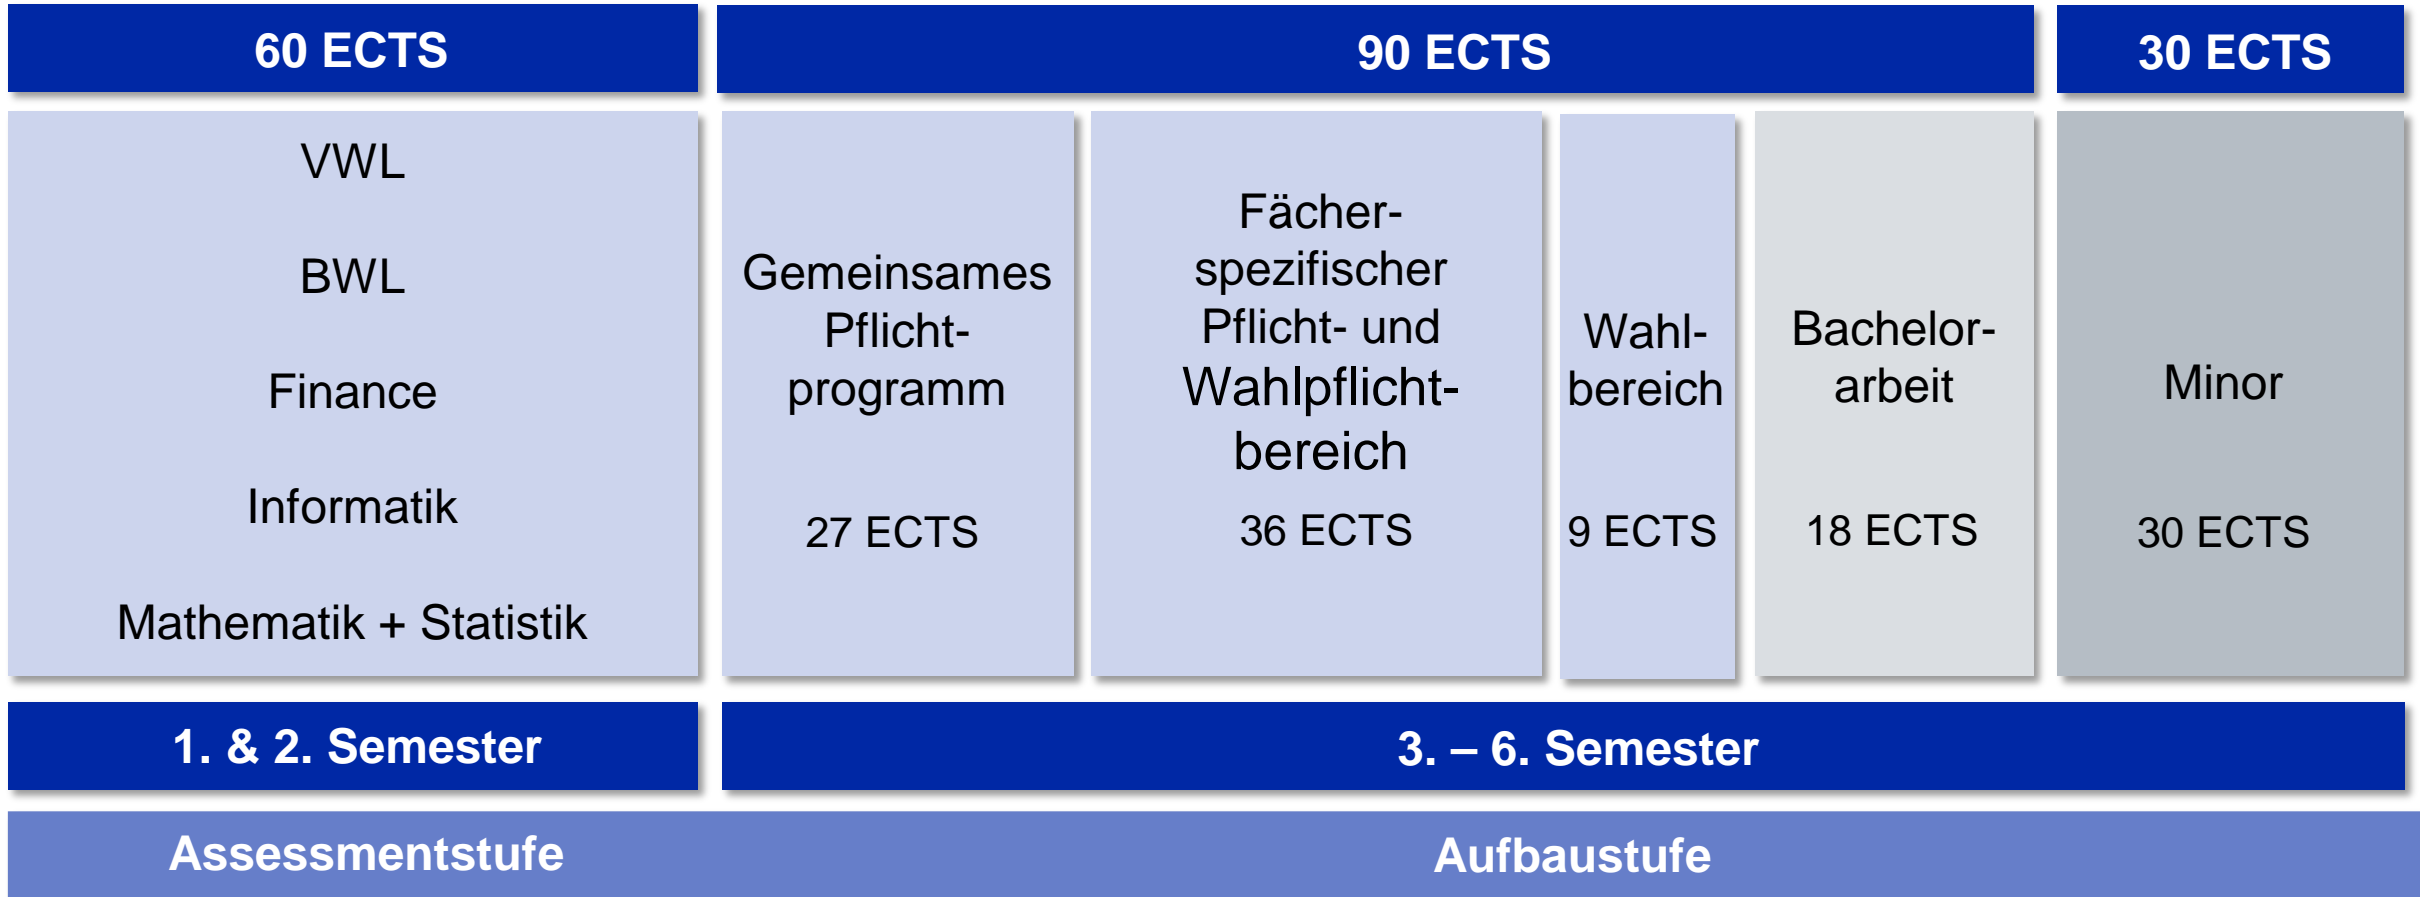 60 ECTS
90 ECTS
30 ECTS
VWL
BWL
Finance
Informatik
Mathematik + Statistik
Gemeinsames
Pflicht-
programm
27 ECTS
Fächer-
spezifischer
Pflicht- und
Wahlpflicht-
bereich
36 ECTS
Wahl-
bereich
9 ECTS
Bachelor-
arbeit
18 ECTS
Minor
30 ECTS
1. & 2. Semester
3. – 6. Semester
Assessmentstufe
Aufbaustufe